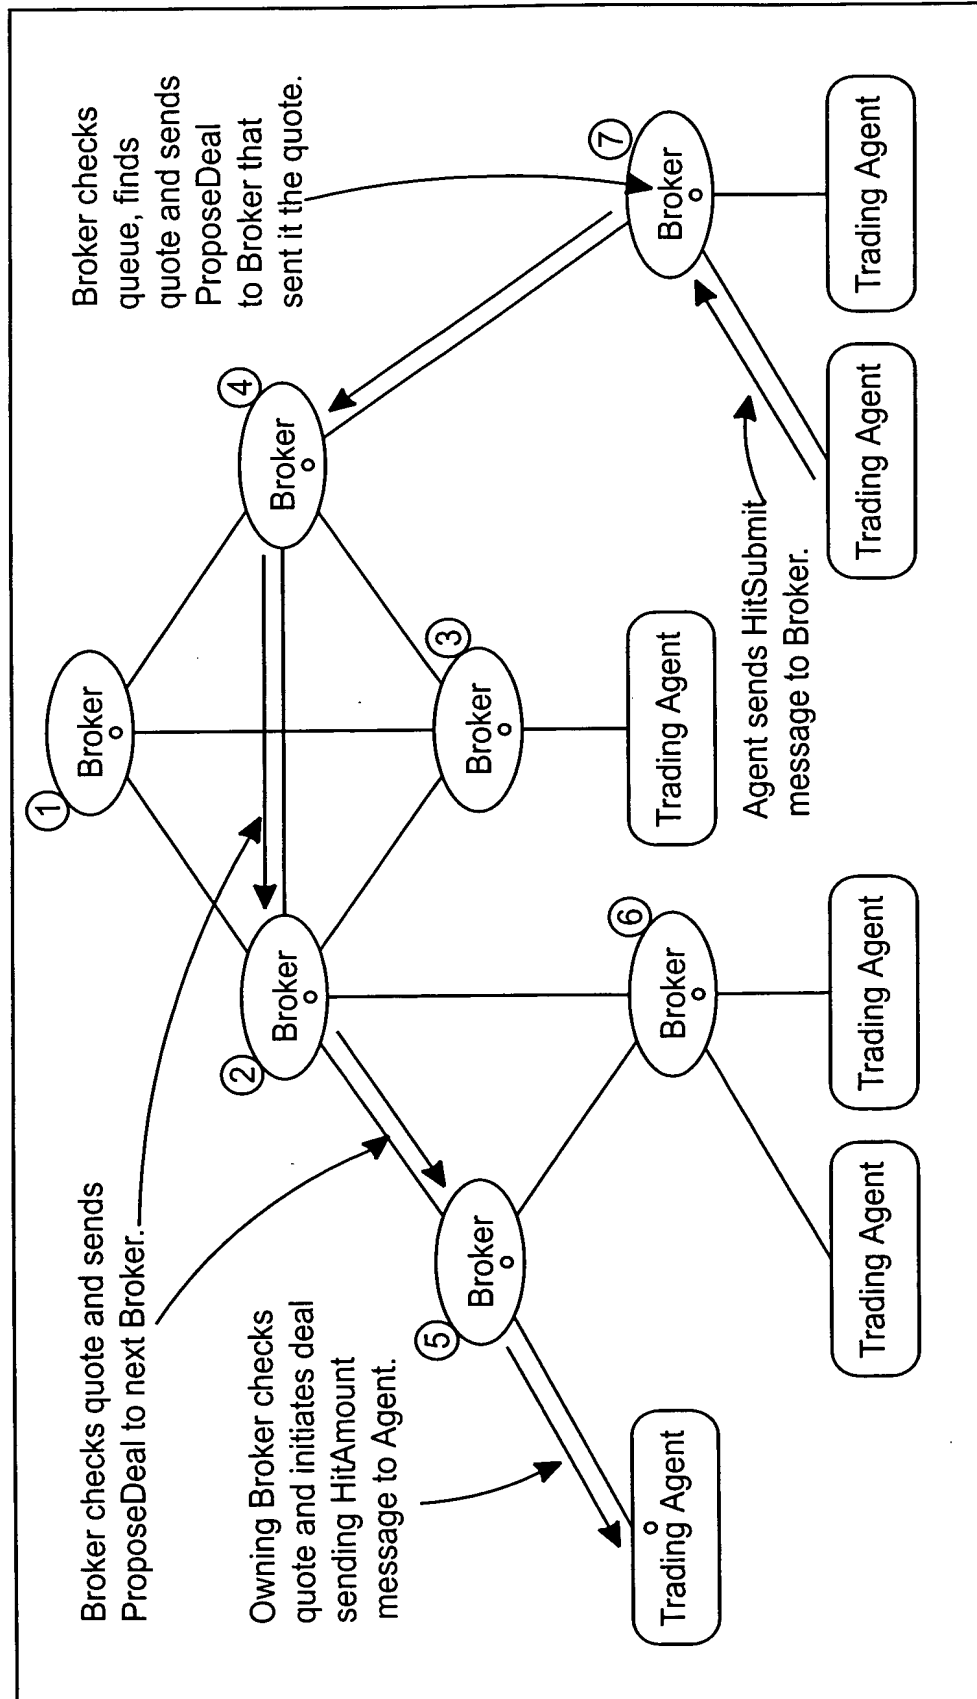 Broker checks quote and sends
ProposeDeal to next Broker.
Broker checks
queue, finds
quote and sends
ProposeDeal
to Broker that
sent it the quote.
Owning Broker checks
quote and initiates deal
sending HitAmount
message to Agent.
Agent sends HitSubmit
message to Broker.
1
Broker
2
Broker
3
Broker
4
Broker
5
Broker
6
Broker
7
Broker
Trading Agent
Trading Agent
Trading Agent
Trading Agent
Trading Agent
Trading Agent